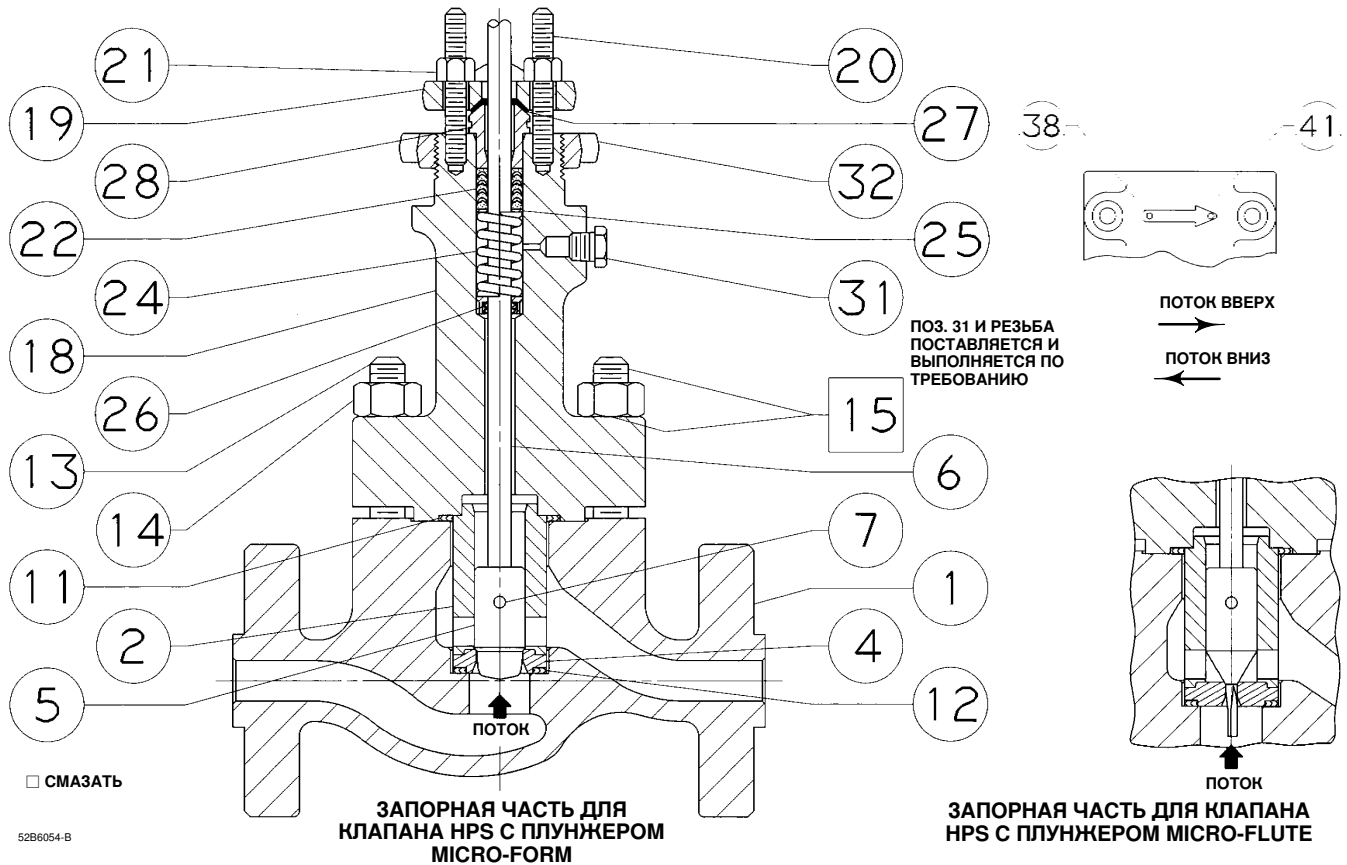 21
19
28
22
24
18
26
13
14
11
2
5
20
27
32
25
31
15
6
7
1
4
12
38
41
ПОТОК ВВЕРХ
ПОТОК ВНИЗ
ПОЗ. 31 И РЕЗЬБА
ПОСТАВЛЯЕТСЯ И
ВЫПОЛНЯЕТСЯ ПО
ТРЕБОВАНИЮ
ПОТОК
ПОТОК
□ СМАЗАТЬ
ЗАПОРНАЯ ЧАСТЬ ДЛЯ
КЛАПАНА HPS С ПЛУНЖЕРОМ
MICRO-FORM
ЗАПОРНАЯ ЧАСТЬ ДЛЯ КЛАПАНА
HPS С ПЛУНЖЕРОМ MICRO-FLUTE
52B6054-B